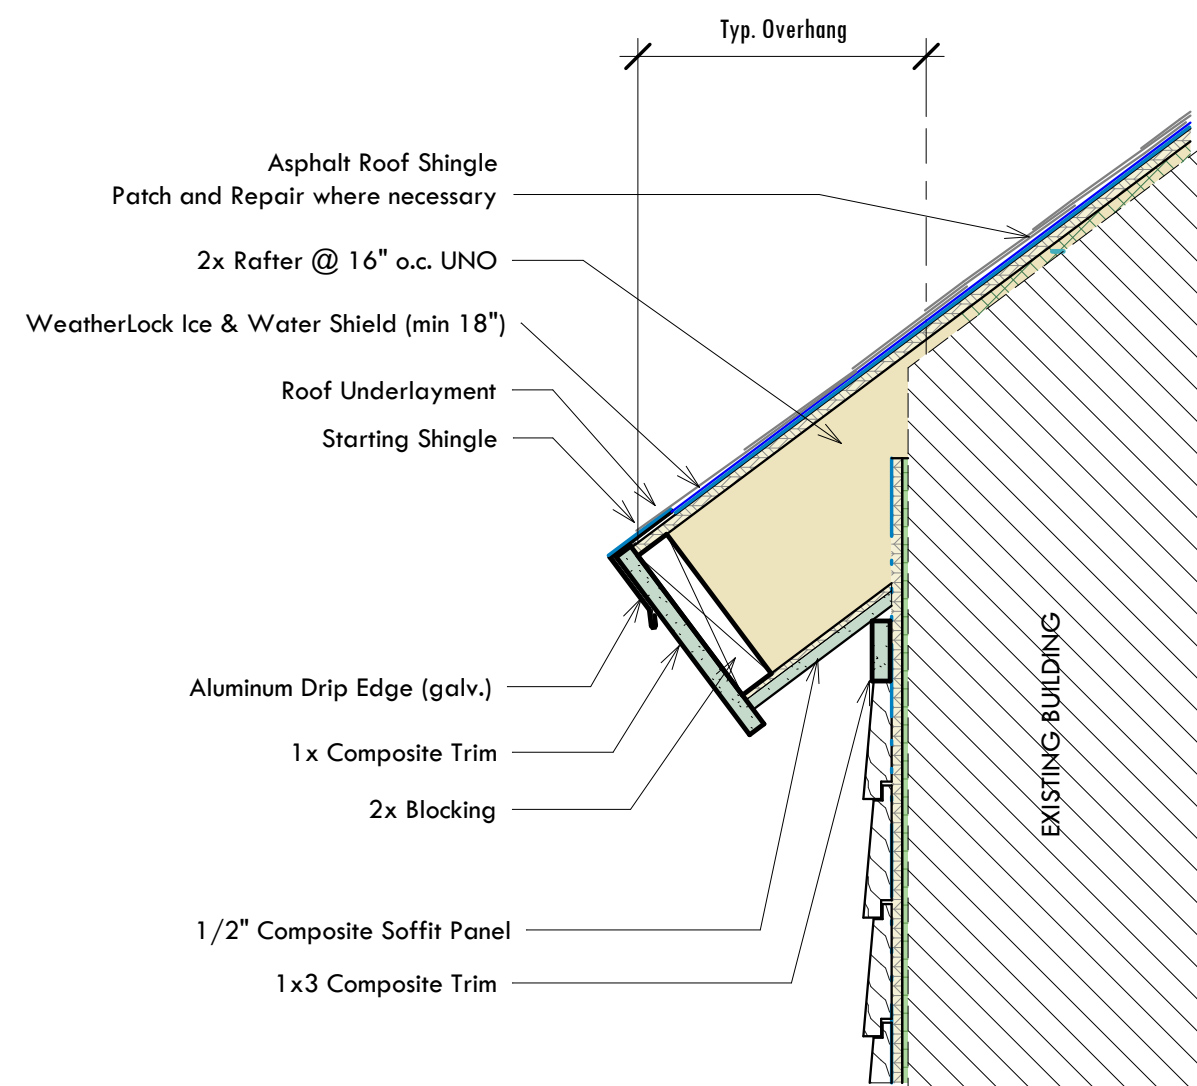 Typ. Overhang
Asphalt Roof Shingle
Patch and Repair where necessary
2x Rafter @ 16" o.c. UNO
WeatherLock Ice & Water Shield (min 18")
Roof Underlayment
Starting Shingle
Aluminum Drip Edge (galv.)
1x Composite Trim
2x Blocking
1/2" Composite Soffit Panel
1x3 Composite Trim
EXISTING BUILDING